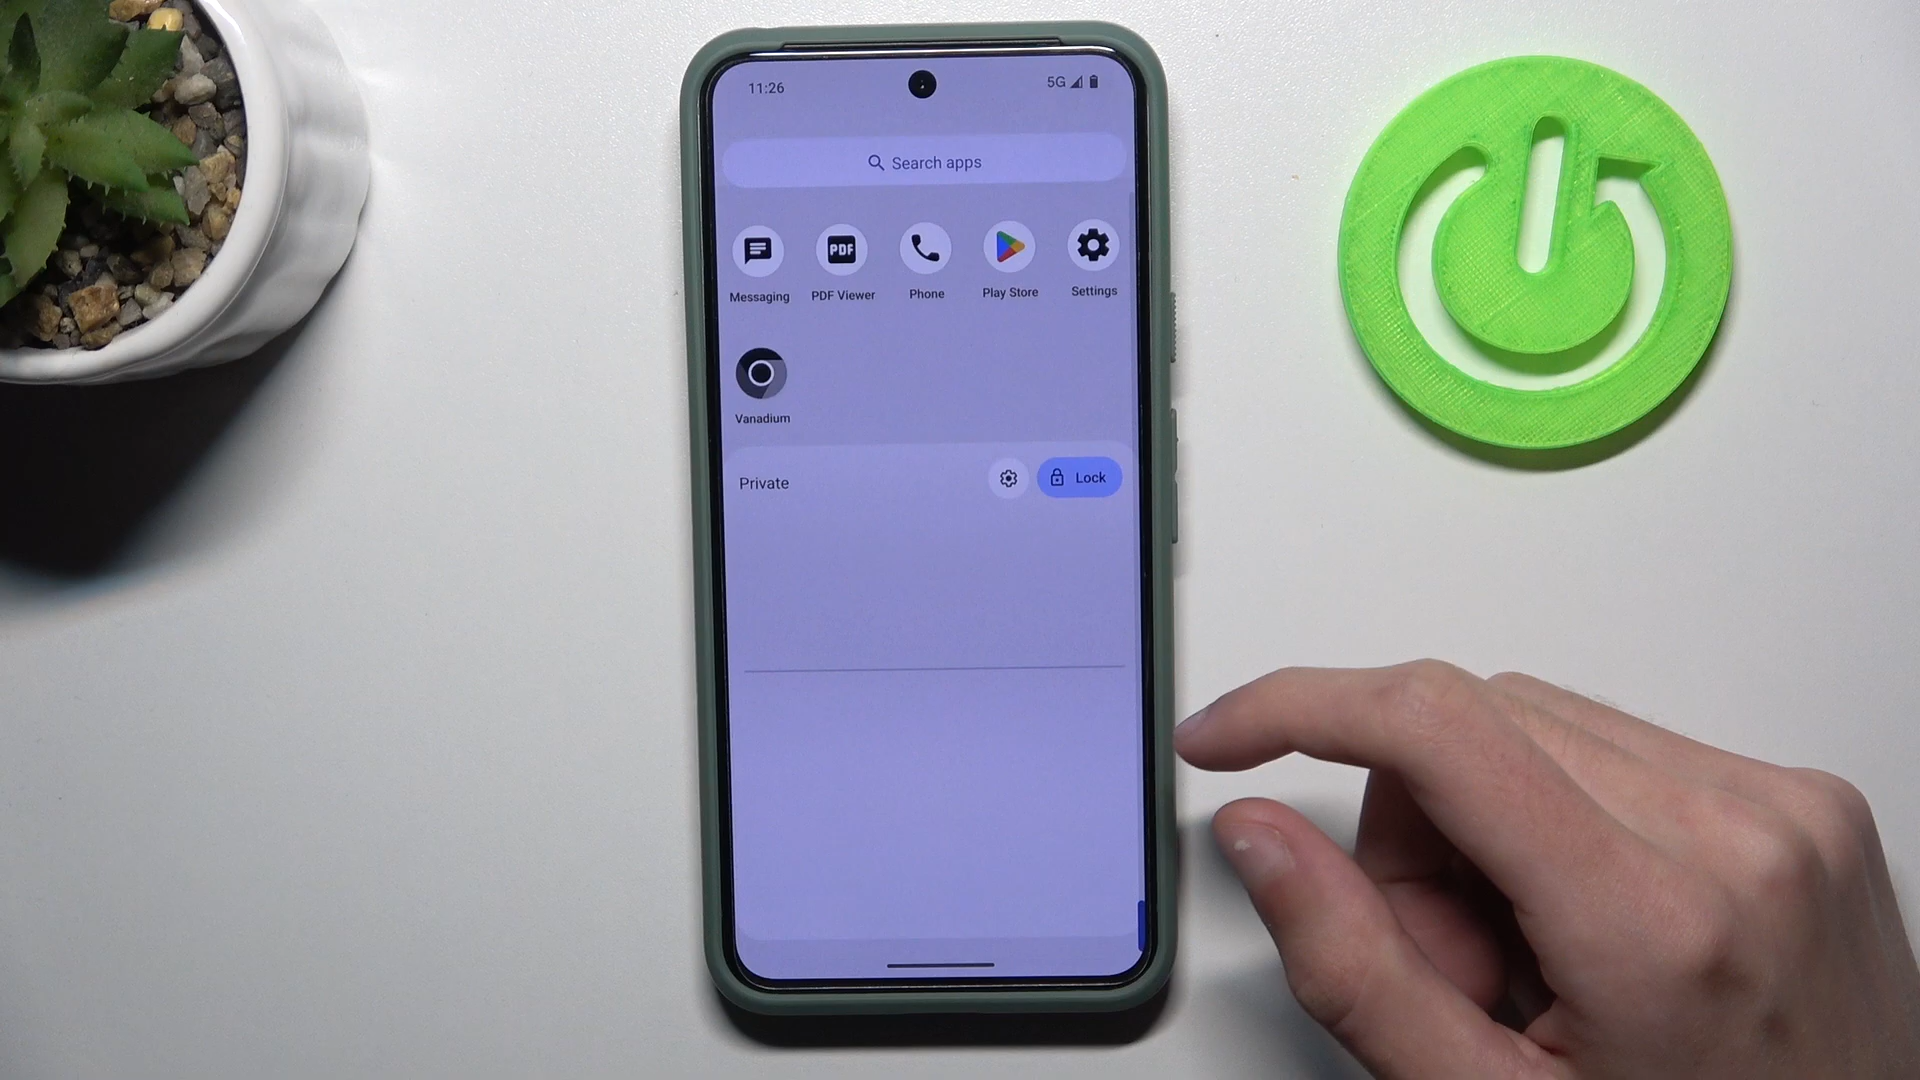 11:26
5G
Search apps
Messaging
PDF
PDF Viewer
Phone
Play Store
Settings
Vanadium
Private
Lock